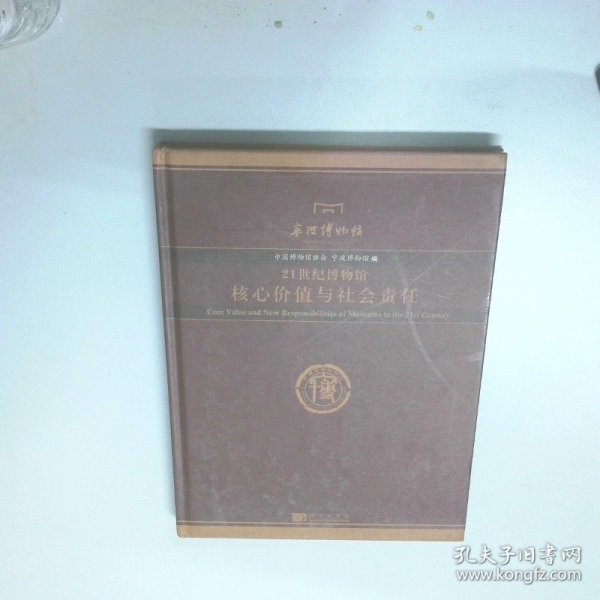 寧波博物館
中国博物馆协会 宁波博物馆 编
21世纪博物馆
核心价值与社会责任
Core Value and New Responsibilities of Museums in the 21st Century
孔夫子旧书网
www.kongfz.com